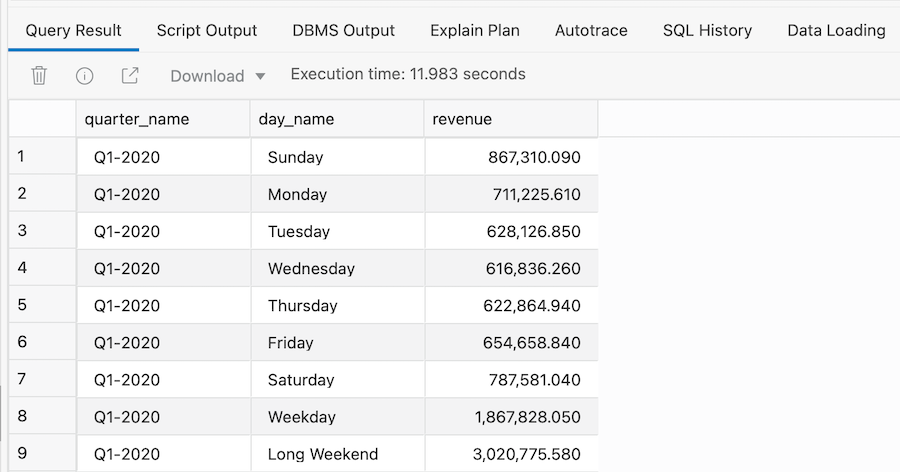 Query Result Script Output DBMS Output Explain Plan Autotrace SQL History Data Loading
Download Execution time: 11.983 seconds
quarter_name day_name revenue
1 Q1-2020 Sunday 867,310.090
2 Q1-2020 Monday 711,225.610
3 Q1-2020 Tuesday 628,126.850
4 Q1-2020 Wednesday 616,836.260
5 Q1-2020 Thursday 622,864.940
6 Q1-2020 Friday 654,658.840
7 Q1-2020 Saturday 787,581.040
8 Q1-2020 Weekday 1,867,828.050
9 Q1-2020 Long Weekend 3,020,775.580